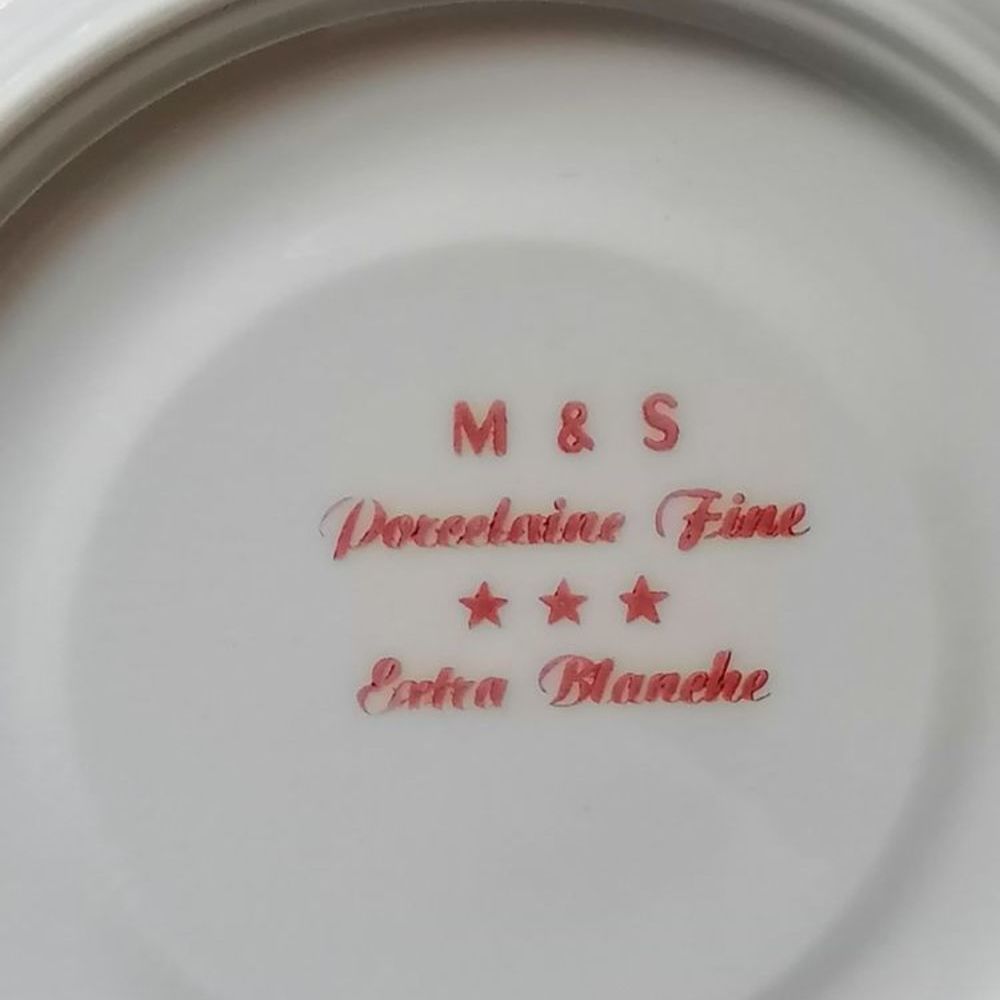 M & S
Porcelaine Fine
★ ★ ★
Extra Blanche